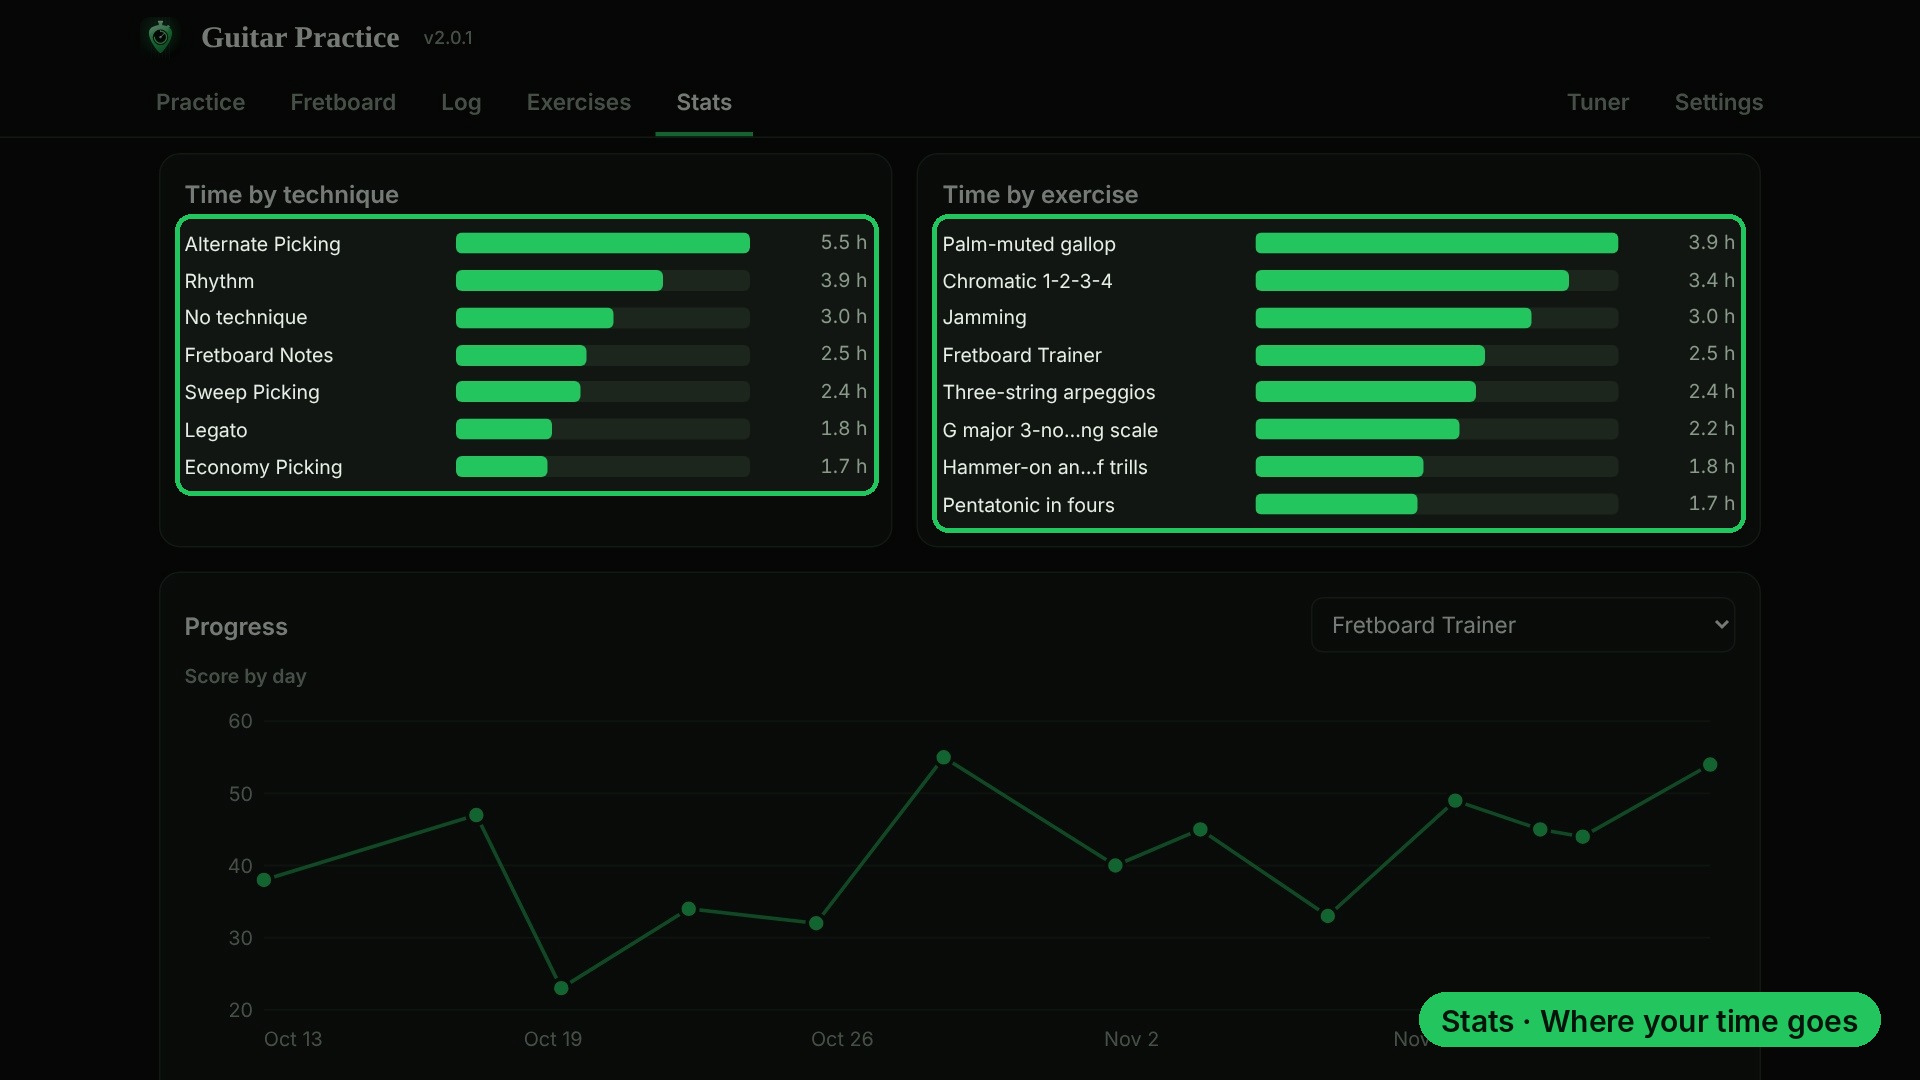 Guitar Practice v2.0.1
Practice Fretboard Log Exercises Stats Tuner Settings
Time by technique
Alternate Picking 5.5 h
Rhythm 3.9 h
No technique 3.0 h
Fretboard Notes 2.5 h
Sweep Picking 2.4 h
Legato 1.8 h
Economy Picking 1.7 h
Time by exercise
Palm-muted gallop 3.9 h
Chromatic 1-2-3-4 3.4 h
Jamming 3.0 h
Fretboard Trainer 2.5 h
Three-string arpeggios 2.4 h
G major 3-no...ng scale 2.2 h
Hammer-on an...f trills 1.8 h
Pentatonic in fours 1.7 h
Progress
Fretboard Trainer
Score by day
60
50
40
30
20
Oct 13 Oct 19 Oct 26 Nov 2 Nov
Stats · Where your time goes